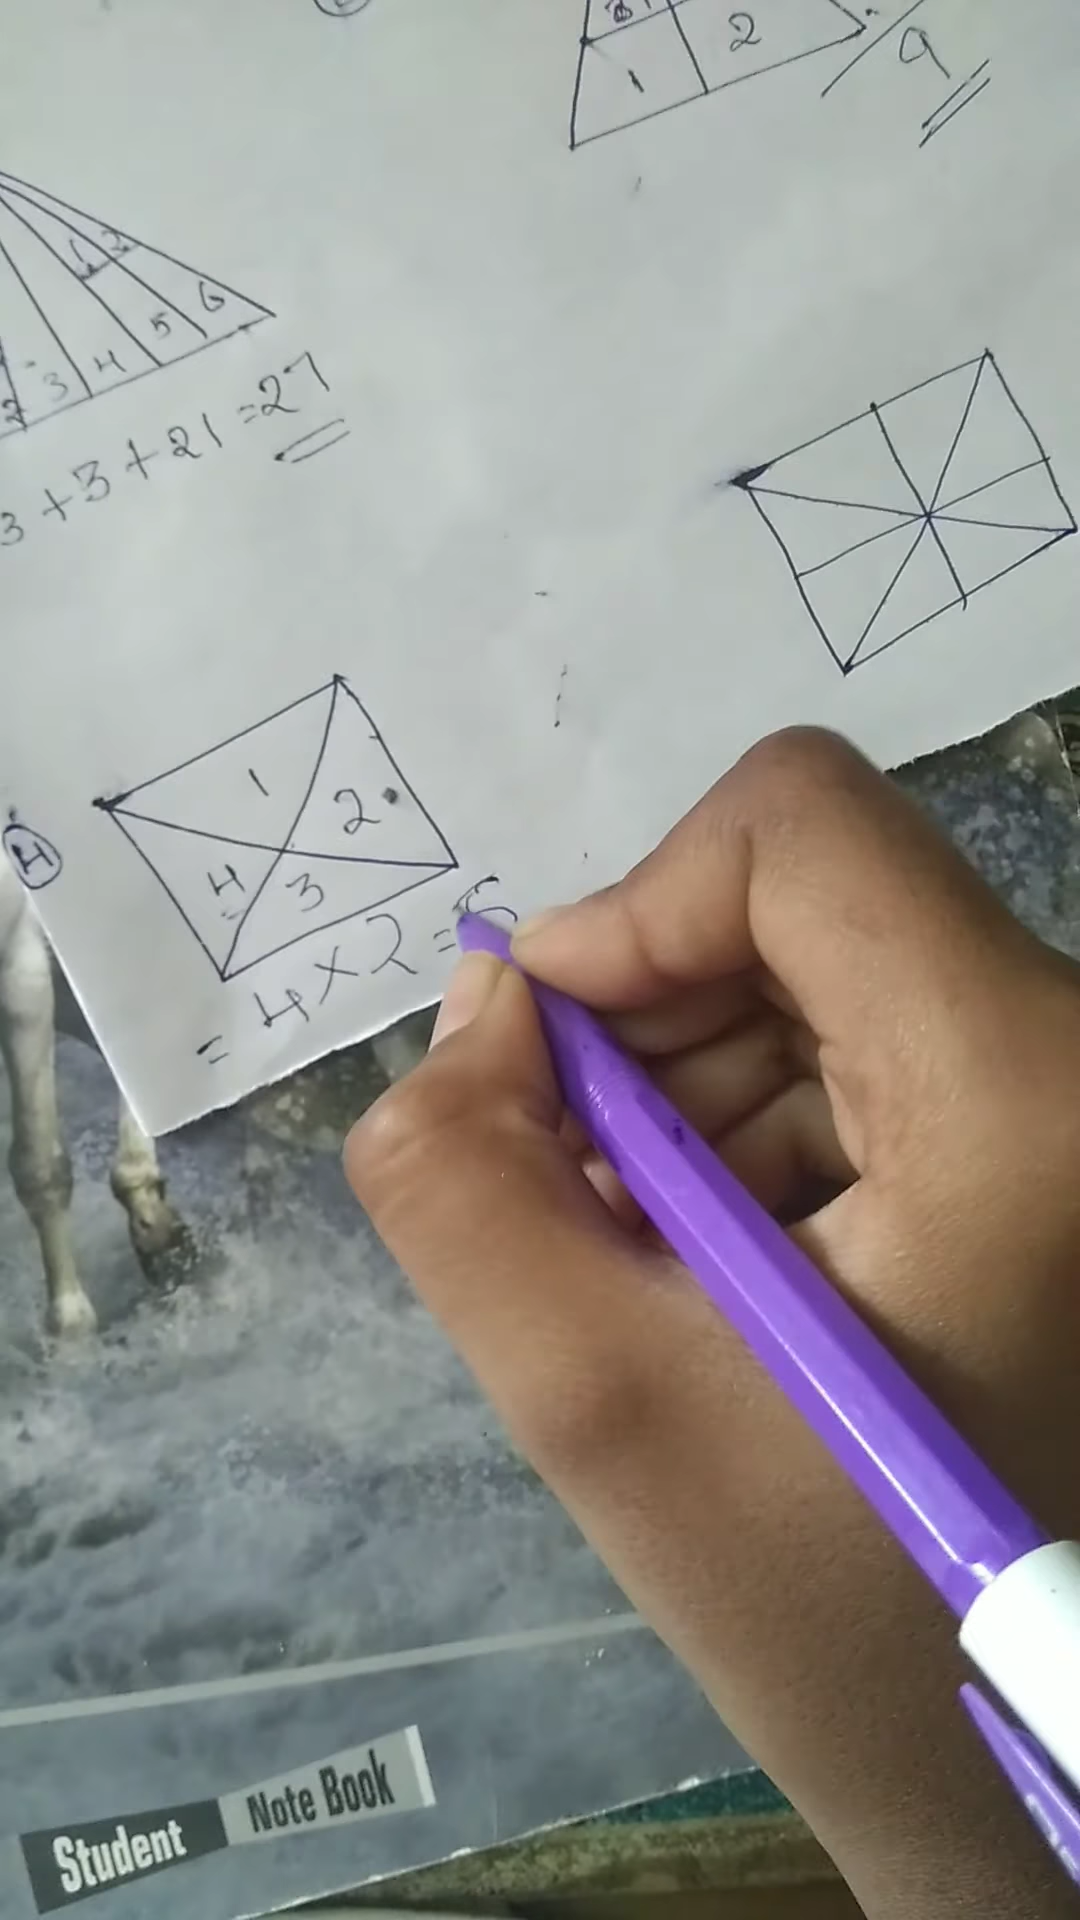 2
1
9
1 2
2 3 4 5 6
3 + 3 + 21 = 27
4
1
2
4
3
= 4 × 2 =
Student Note Book